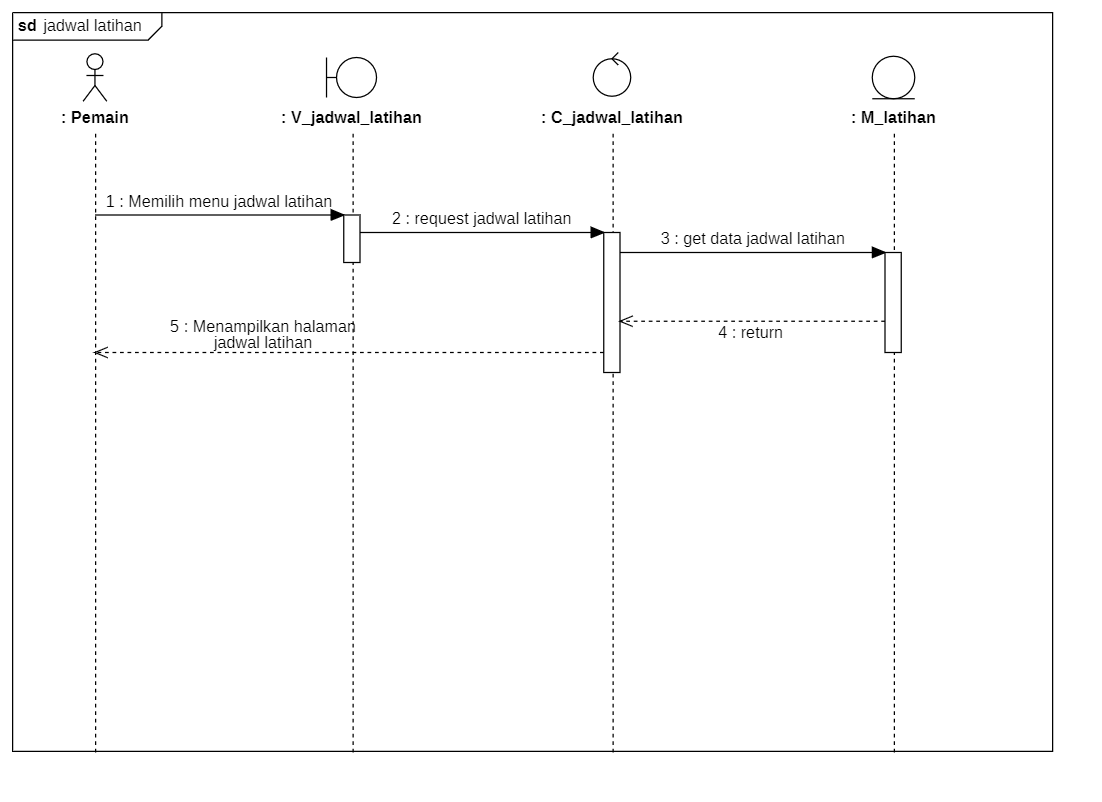 sd jadwal latihan
: Pemain
: V_jadwal_latihan
: C_jadwal_latihan
: M_latihan
1 : Memilih menu jadwal latihan
2 : request jadwal latihan
3 : get data jadwal latihan
4 : return
5 : Menampilkan halaman
jadwal latihan